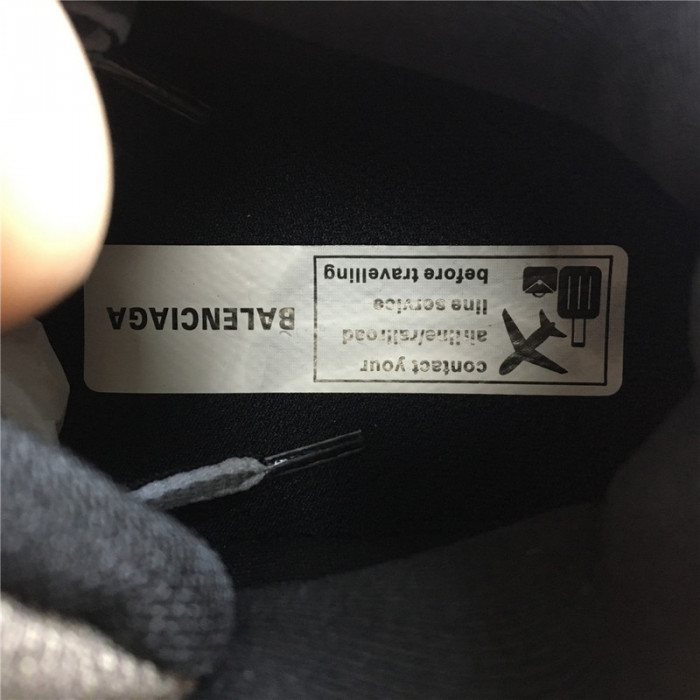 contact your
airline/railroad
line service
before travelling
BALENCIAGA